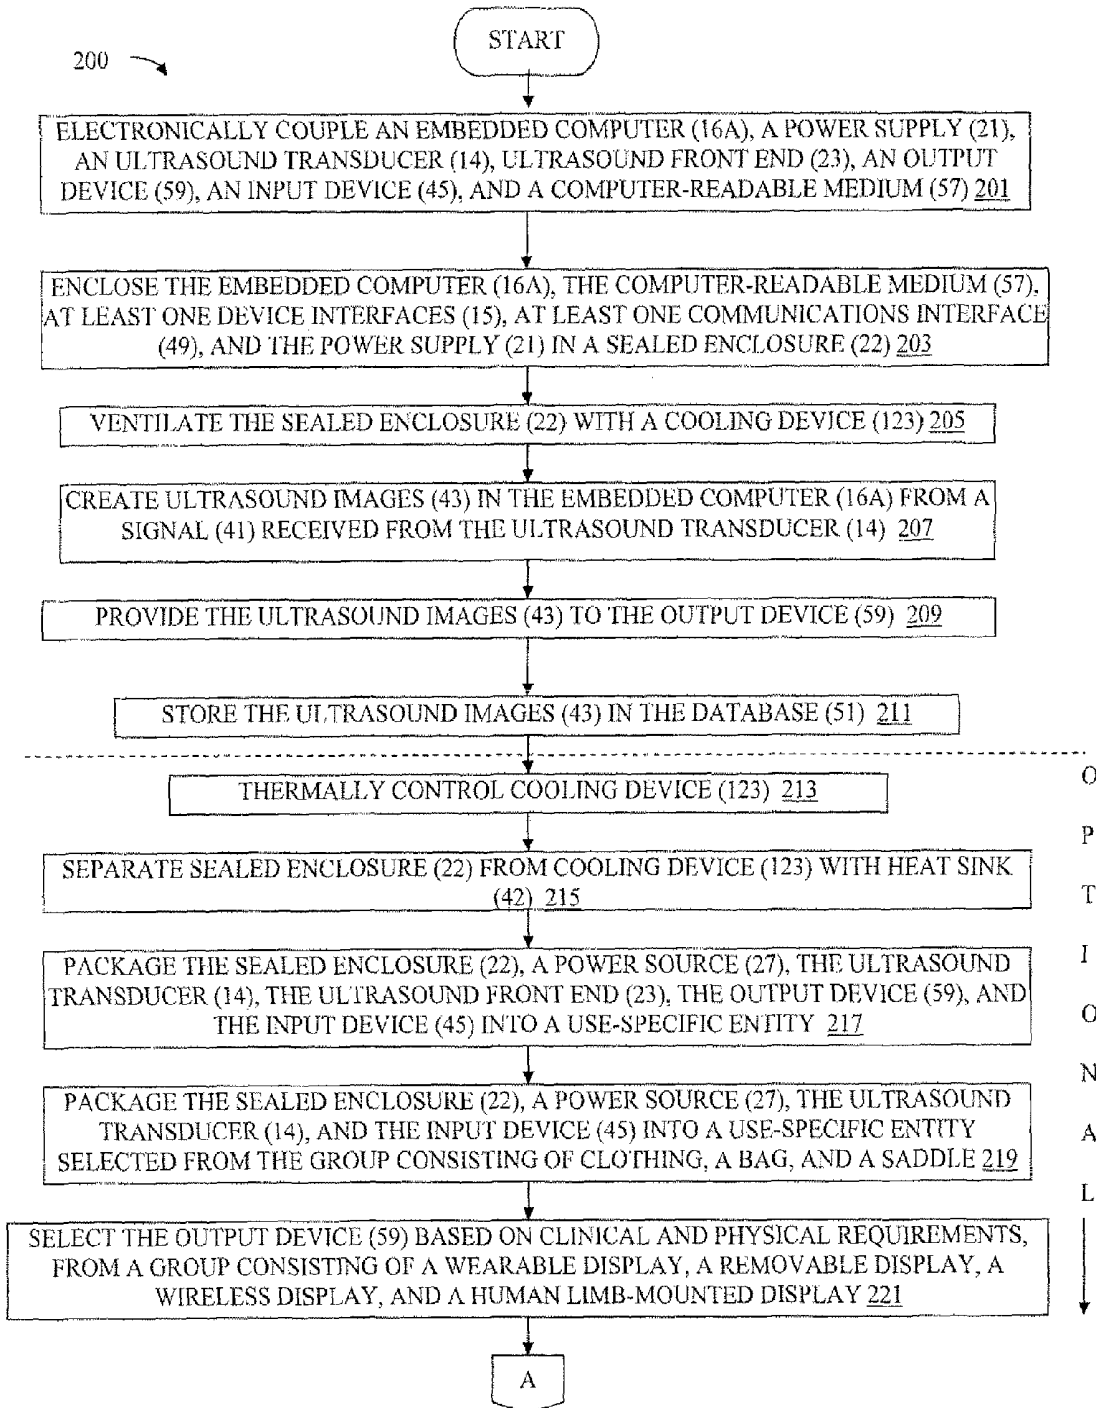 START
200
ELECTRONICALLY COUPLE AN EMBEDDED COMPUTER (16A), A POWER SUPPLY (21),
AN ULTRASOUND TRANSDUCER (14), ULTRASOUND FRONT END (23), AN OUTPUT
DEVICE (59), AN INPUT DEVICE (45), AND A COMPUTER-READABLE MEDIUM (57) 201
ENCLOSE THE EMBEDDED COMPUTER (16A), THE COMPUTER-READABLE MEDIUM (57),
AT LEAST ONE DEVICE INTERFACES (15), AT LEAST ONE COMMUNICATIONS INTERFACE
(49), AND THE POWER SUPPLY (21) IN A SEALED ENCLOSURE (22) 203
VENTILATE THE SEALED ENCLOSURE (22) WITH A COOLING DEVICE (123) 205
CREATE ULTRASOUND IMAGES (43) IN THE EMBEDDED COMPUTER (16A) FROM A
SIGNAL (41) RECEIVED FROM THE ULTRASOUND TRANSDUCER (14) 207
PROVIDE THE ULTRASOUND IMAGES (43) TO THE OUTPUT DEVICE (59) 209
STORE THE ULTRASOUND IMAGES (43) IN THE DATABASE (51) 211
THERMALLY CONTROL COOLING DEVICE (123) 213
SEPARATE SEALED ENCLOSURE (22) FROM COOLING DEVICE (123) WITH HEAT SINK
(42) 215
PACKAGE THE SEALED ENCLOSURE (22), A POWER SOURCE (27), THE ULTRASOUND
TRANSDUCER (14), THE ULTRASOUND FRONT END (23), THE OUTPUT DEVICE (59), AND
THE INPUT DEVICE (45) INTO A USE-SPECIFIC ENTITY 217
PACKAGE THE SEALED ENCLOSURE (22), A POWER SOURCE (27), THE ULTRASOUND
TRANSDUCER (14), AND THE INPUT DEVICE (45) INTO A USE-SPECIFIC ENTITY
SELECTED FROM THE GROUP CONSISTING OF CLOTHING, A BAG, AND A SADDLE 219
SELECT THE OUTPUT DEVICE (59) BASED ON CLINICAL AND PHYSICAL REQUIREMENTS,
FROM A GROUP CONSISTING OF A WEARABLE DISPLAY, A REMOVABLE DISPLAY, A
WIRELESS DISPLAY, AND A HUMAN LIMB-MOUNTED DISPLAY 221
A
O
P
T
I
O
N
A
L